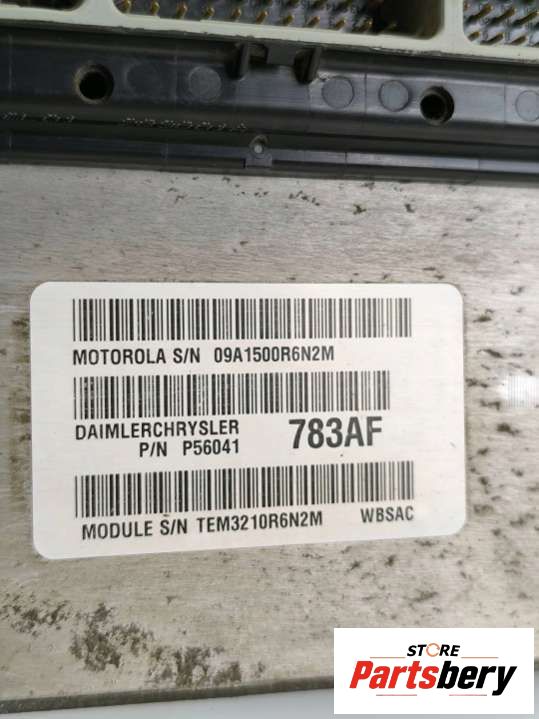 MOTOROLA S/N 09A1500R6N2M
DAIMLERCHRYSLER 783AF
P/N P56041
MODULE S/N TEM3210R6N2M WBSAC
STORE
Partsbery